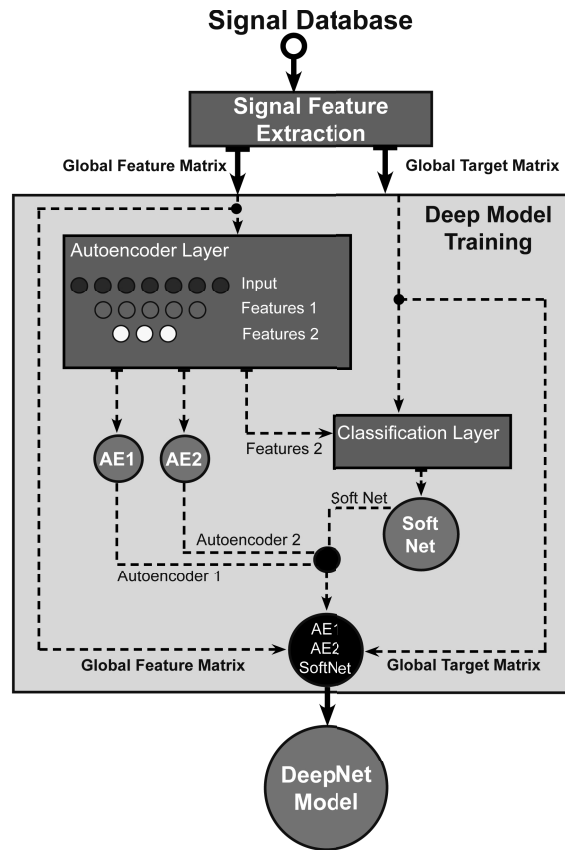 Signal Database
Signal Feature
Extraction
Global Feature Matrix
Global Target Matrix
Deep Model
Training
Autoencoder Layer
Input
Features 1
Features 2
AE1
AE2
Features 2
Classification Layer
Soft Net
Soft
Net
Autoencoder 2
Autoencoder 1
AE1
AE2
SoftNet
Global Feature Matrix
Global Target Matrix
DeepNet
Model